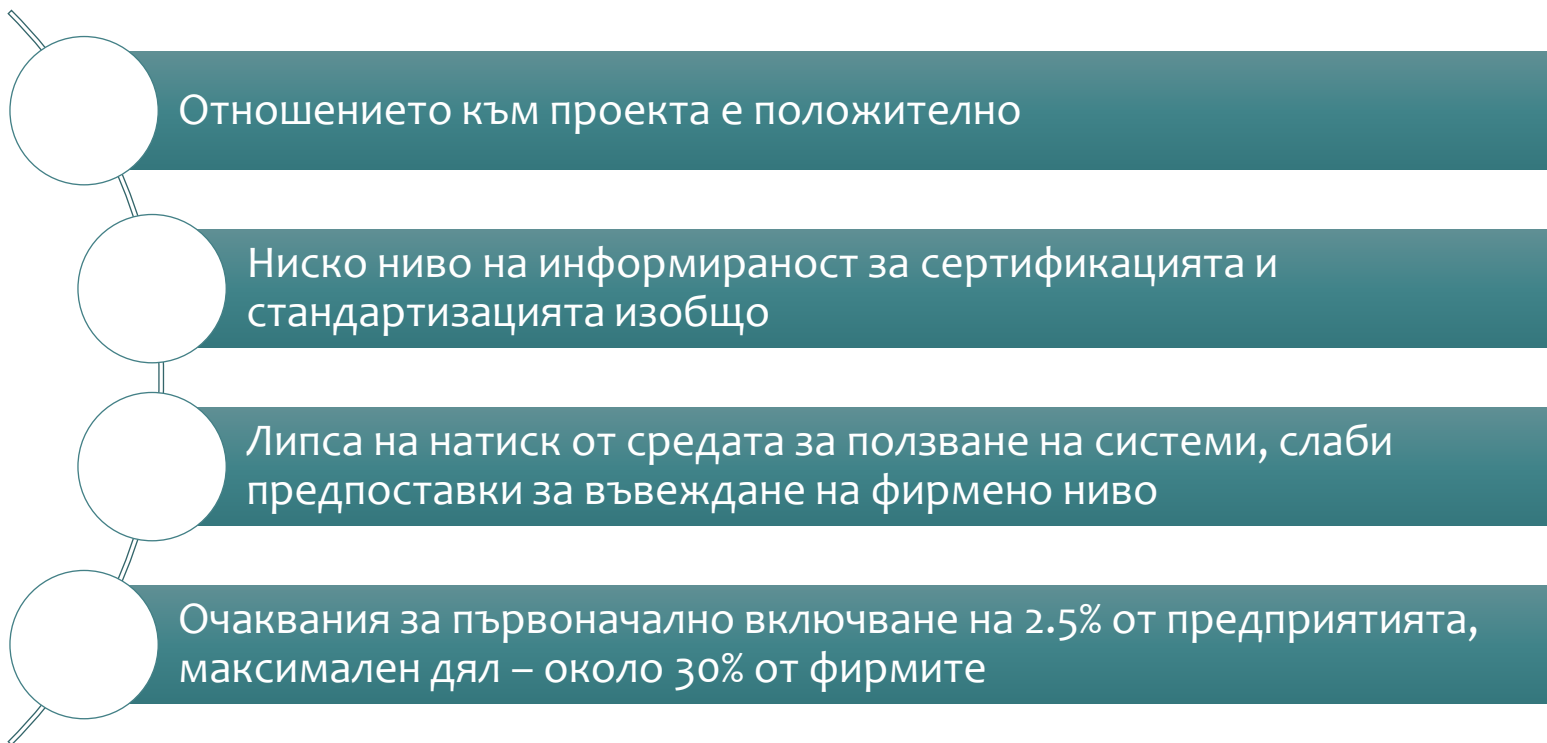 Отношението към проекта е положително
Ниско ниво на информираност за сертификацията и
стандартизацията изобщо
Липса на натиск от средата за ползване на системи, слаби
предпоставки за въвеждане на фирмено ниво
Очаквания за първоначално включване на 2.5% от предприятията,
максимален дял – около 30% от фирмите